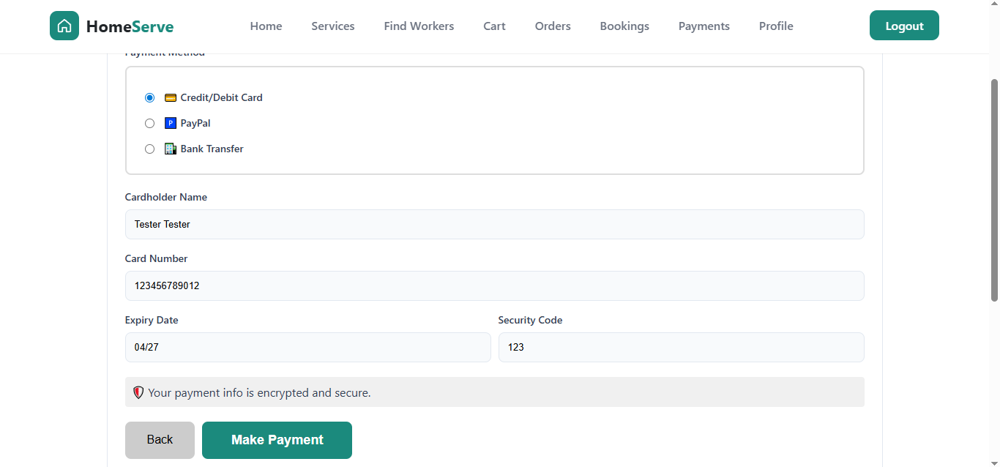 HomeServe Home Services Find Workers Cart Orders Bookings Payments Profile Logout
Payment Method
Credit/Debit Card
P PayPal
Bank Transfer
Cardholder Name
Tester Tester
Card Number
123456789012
Expiry Date Security Code
04/27 123
Your payment info is encrypted and secure.
Back Make Payment